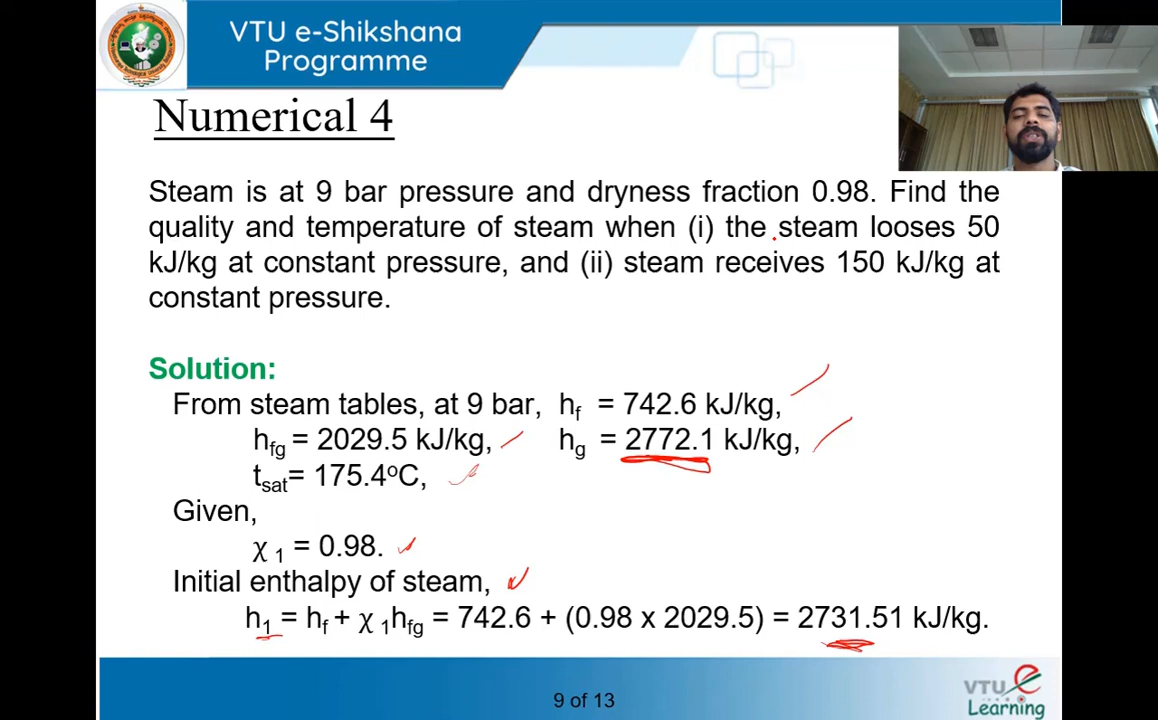 VTU e-Shikshana
Programme
Numerical 4
Steam is at 9 bar pressure and dryness fraction 0.98. Find the
quality and temperature of steam when (i) the steam looses 50
kJ/kg at constant pressure, and (ii) steam receives 150 kJ/kg at
constant pressure.
Solution:
From steam tables, at 9 bar, hf = 742.6 kJ/kg,
hfg = 2029.5 kJ/kg, hg = 2772.1 kJ/kg,
tsat= 175.4°C,
Given,
χ 1 = 0.98.
Initial enthalpy of steam,
h1 = hf + χ 1hfg = 742.6 + (0.98 x 2029.5) = 2731.51 kJ/kg.
9 of 13
VTU e
Learning